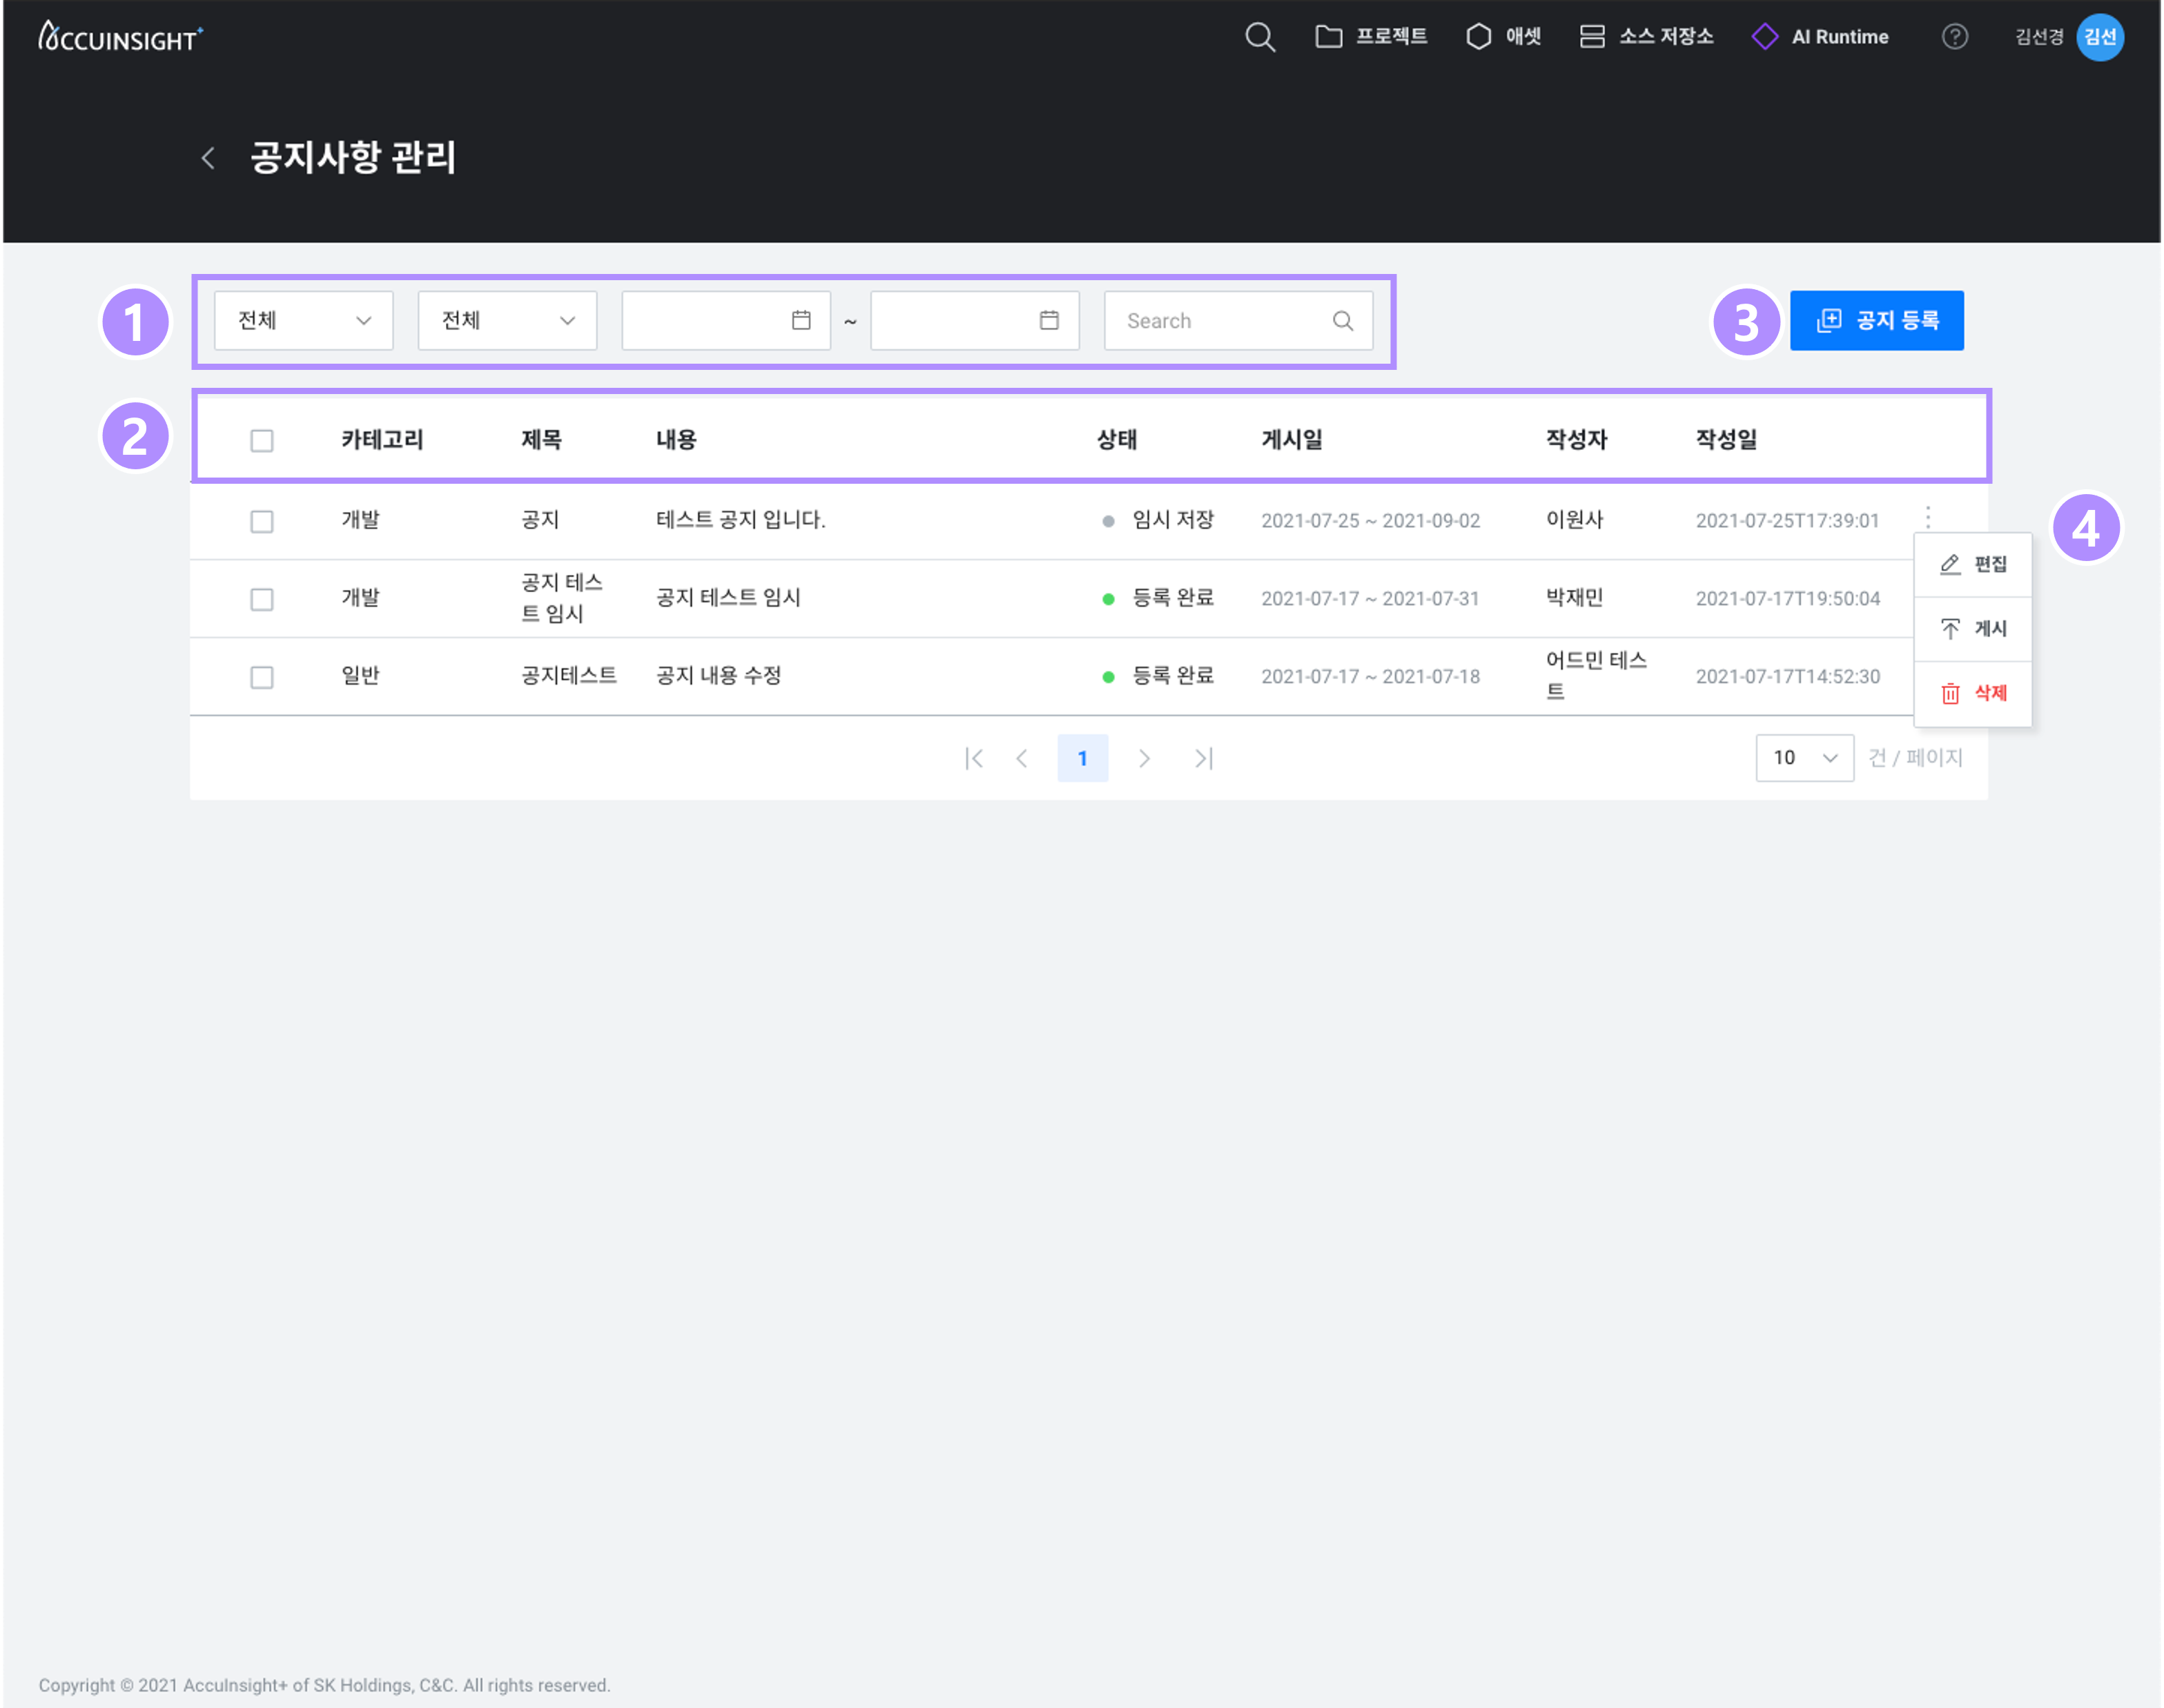 ACCUINSIGHT+
프로젝트 애셋 소스 저장소 AI Runtime ? 김선경 김선
공지사항 관리
1 전체 전체 ~ Search 3 공지 등록
2 카테고리 제목 내용 상태 게시일 작성자 작성일
개발 공지 테스트 공지 입니다. 임시 저장 2021-07-25 ~ 2021-09-02 이원사 2021-07-25T17:39:01
4
편집
개발 공지 테스트 임시 공지 테스트 임시 등록 완료 2021-07-17 ~ 2021-07-31 박재민 2021-07-17T19:50:04
게시
일반 공지테스트 공지 내용 수정 등록 완료 2021-07-17 ~ 2021-07-18 어드민 테스트 2021-07-17T14:52:30
삭제
1 10 건 / 페이지
Copyright © 2021 AccuInsight+ of SK Holdings, C&C. All rights reserved.